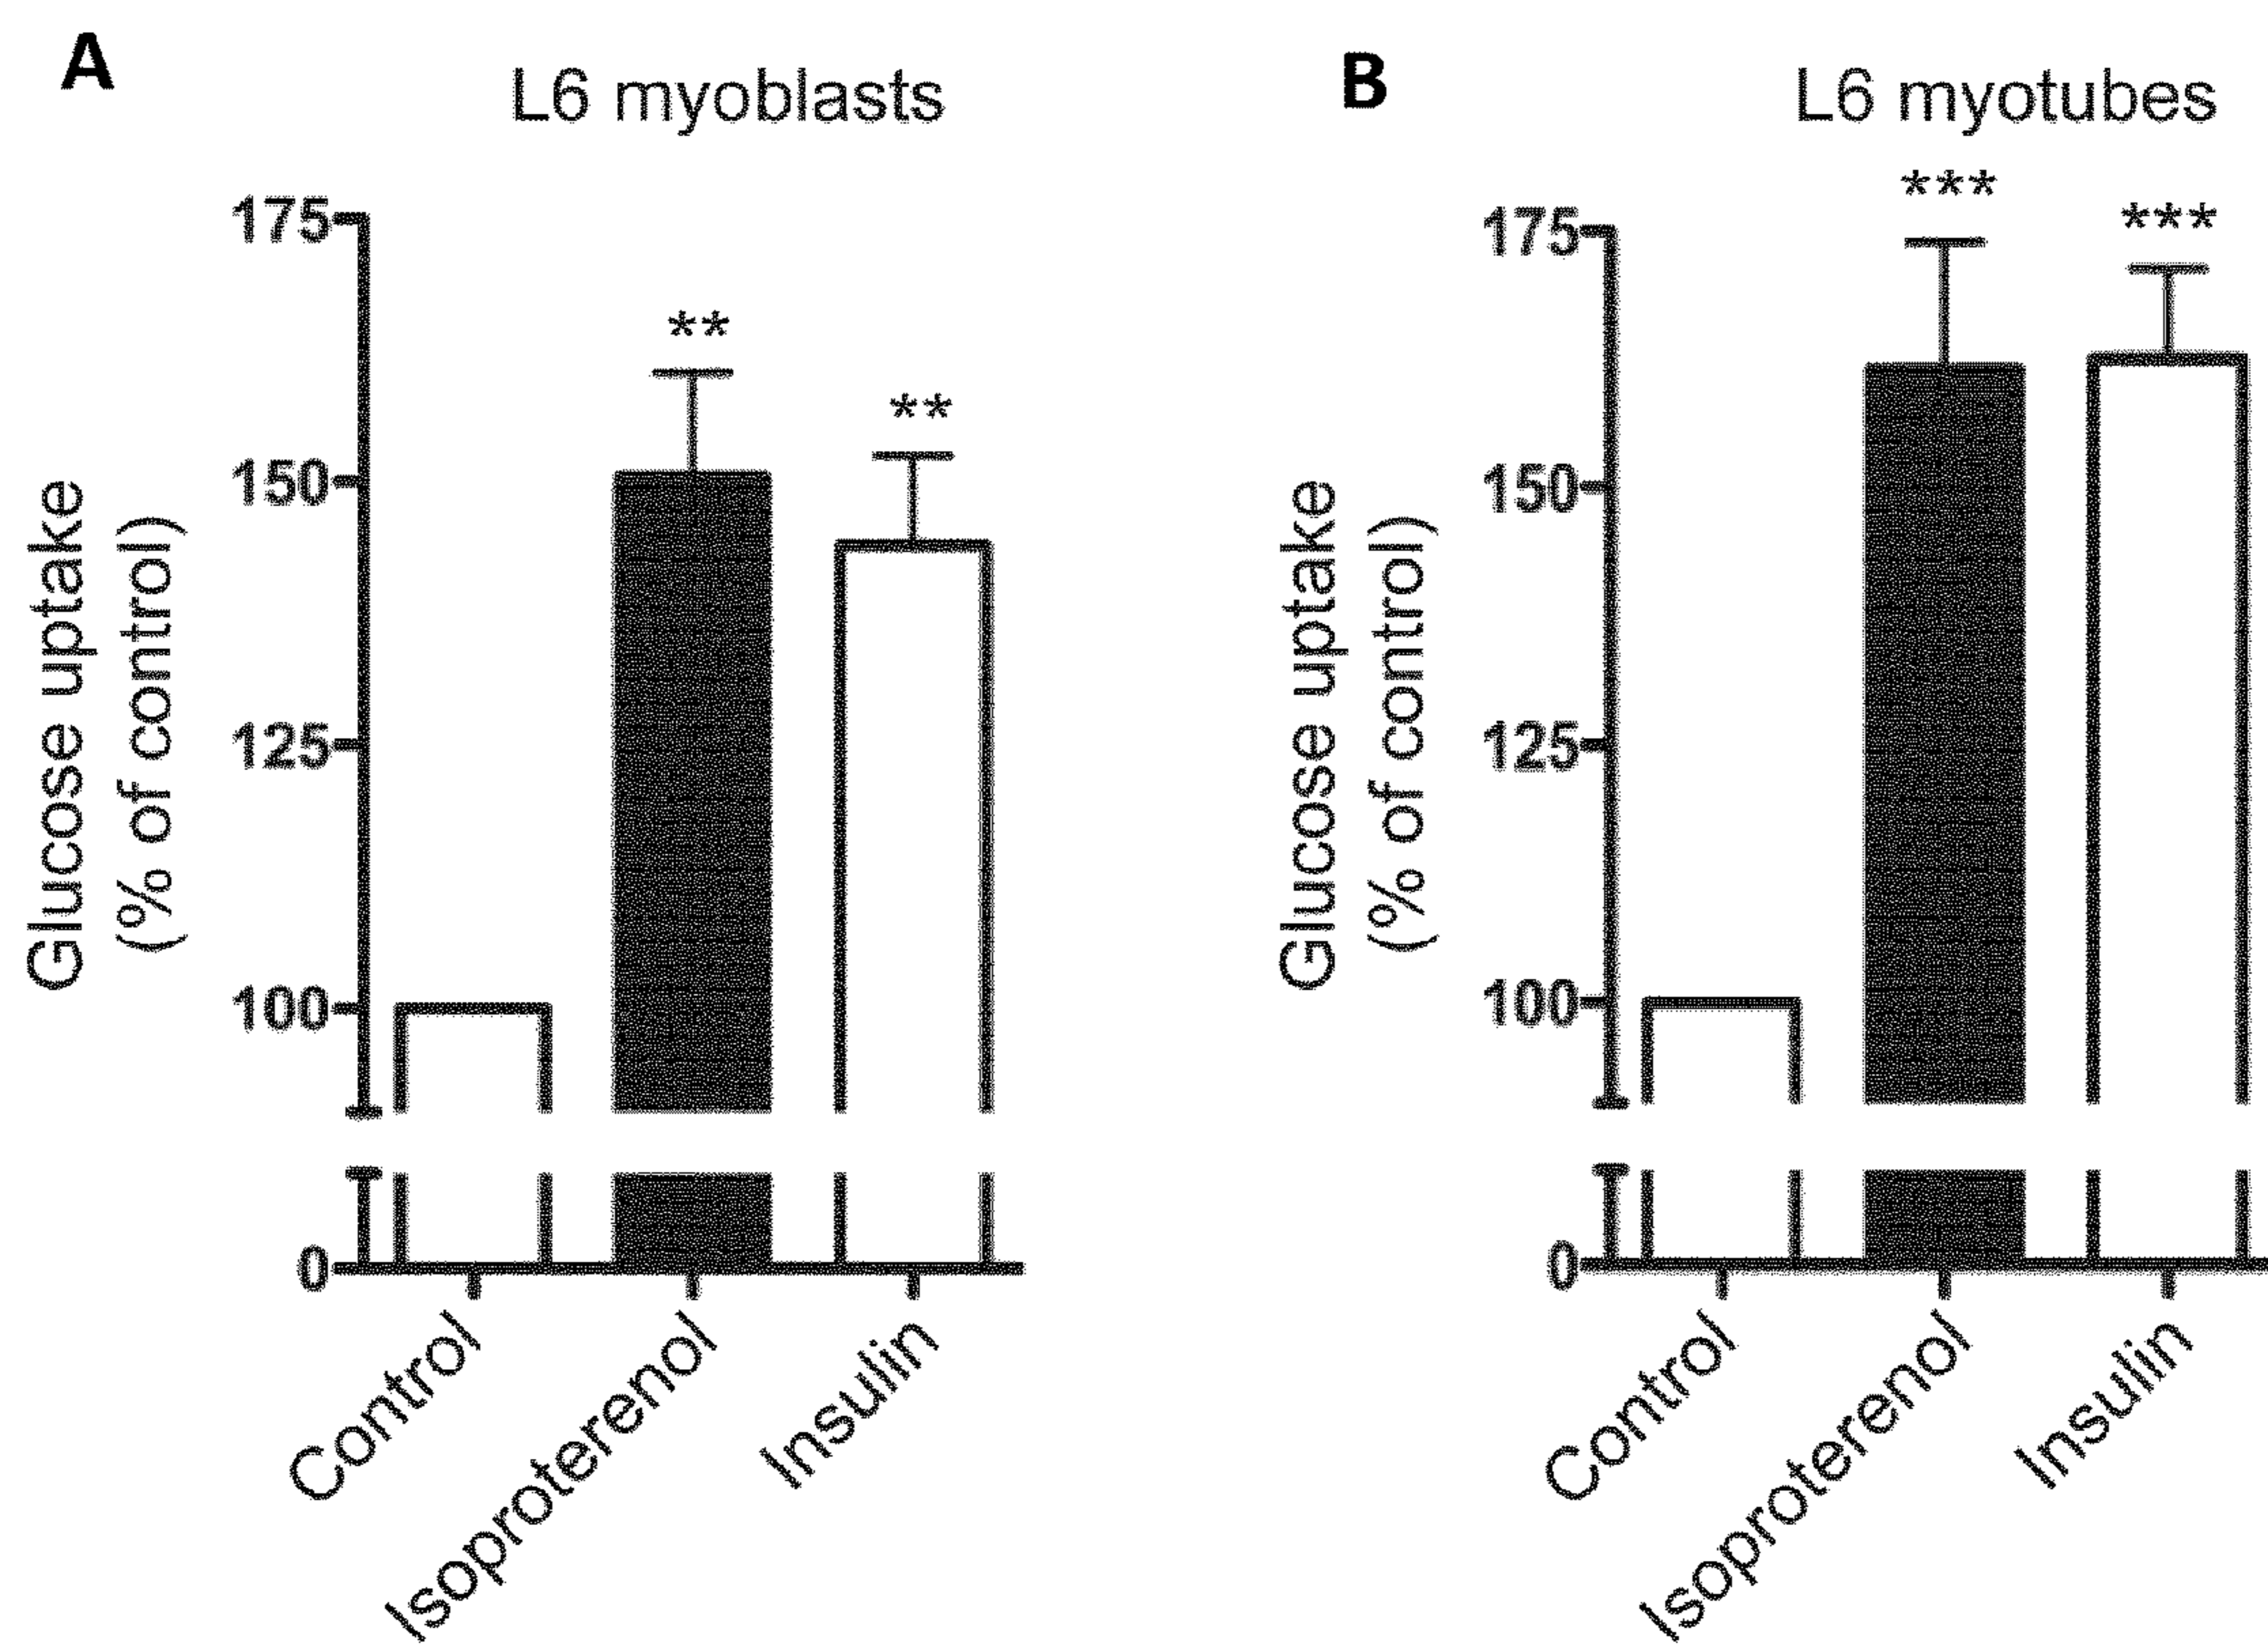 A
L6 myoblasts
Glucose uptake
(% of control)
175
150
125
100
0
**
**
Control
Isoproterenol
Insulin
B
L6 myotubes
Glucose uptake
(% of control)
175
150
125
100
0
***
***
Control
Isoproterenol
Insulin